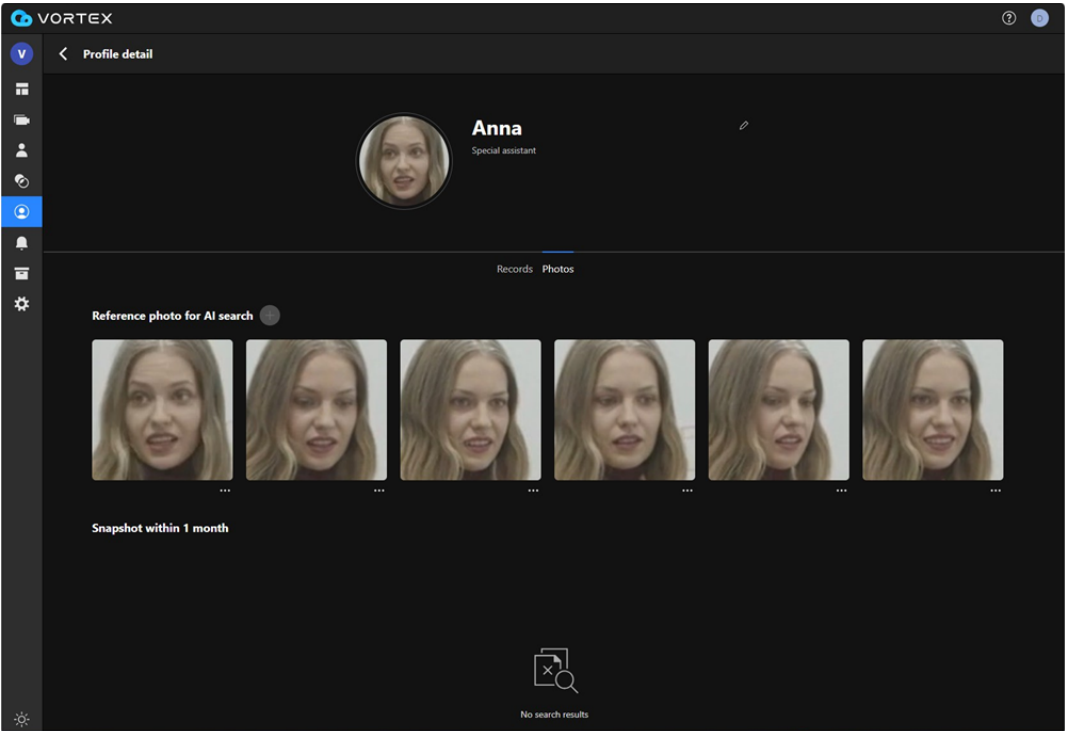 VORTEX
D
V
Profile detail
Anna
Special assistant
Records Photos
Reference photo for AI search
Snapshot within 1 month
No search results